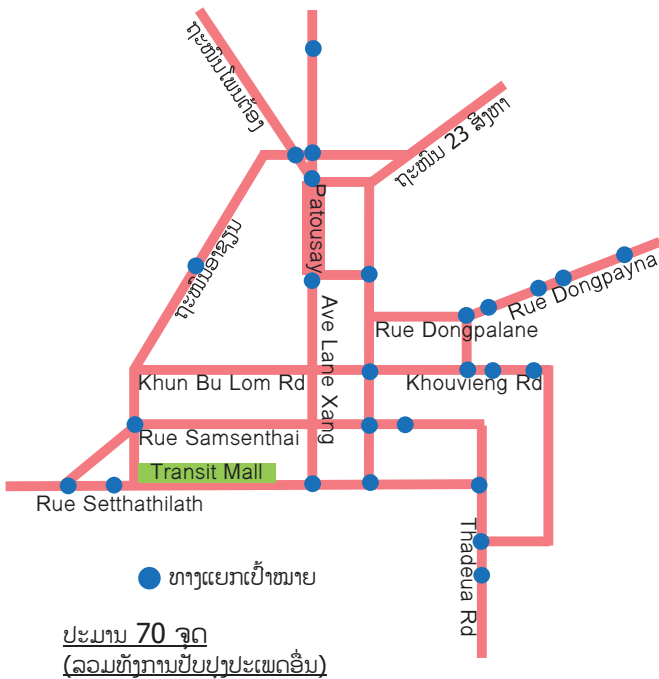 ຖະໜົນໂພນຕ້ອງ
ຖະໜົນ 23 ສິງຫາ
Patousay
ຖະໜົນອາຊຽນ
Rue Dongpayna
Ave Lane Xang
Rue Dongpalane
Khun Bu Lom Rd
Khouvieng Rd
Rue Samsenthai
Transit Mall
Rue Setthathilath
Thadeua Rd
ທາງແຍກເປົ້າໝາຍ
ປະມານ 70 ຈຸດ
(ລວມທັງການປັບປຸງປະເພດອື່ນ)